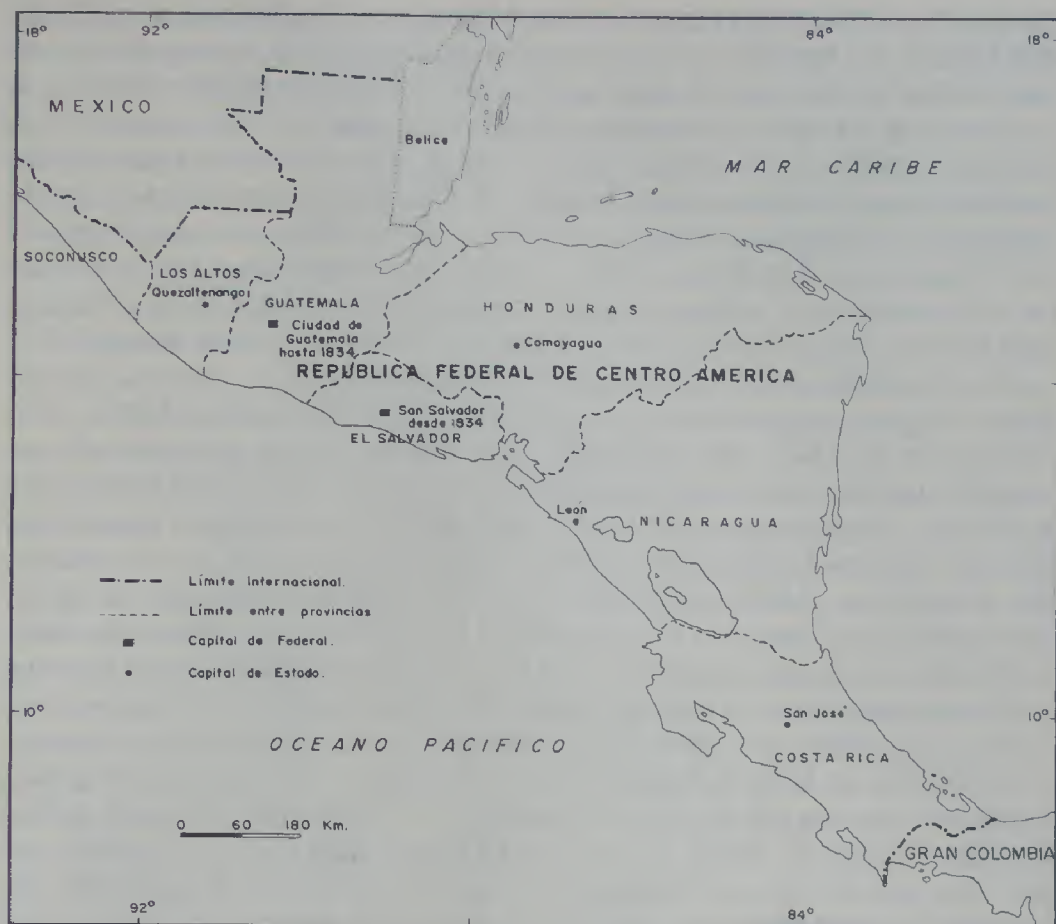 92°
84°
18°
18°
MEXICO
Belice
MAR CARIBE
SOCONUSCO
LOS ALTOS
Quezaltenango
GUATEMALA
Ciudad de
Guatemala
hasta 1834
HONDURAS
Comayagua
REPUBLICA FEDERAL DE CENTRO AMERICA
San Salvador
desde 1834
EL SALVADOR
León
NICARAGUA
Límite Internacional.
Límite entre provincias
Capital de Federal.
Capital de Estado.
10°
San José
10°
OCEANO PACIFICO
COSTA RICA
0 60 180 Km.
GRAN COLOMBIA
92°
84°